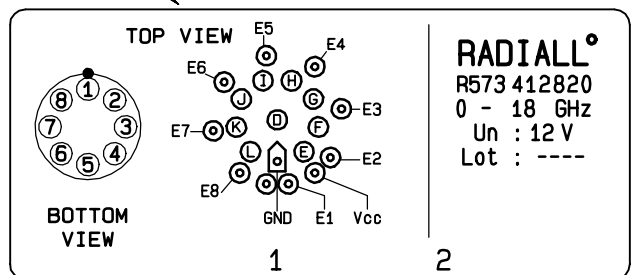 TOP VIEW
E5
E4
E6
E3
E7
E2
E8
GND
E1
Vcc
I
H
J
G
D
K
F
L
E
1
2
3
4
5
6
7
8
BOTTOM
VIEW
RADIALL°
R573 412820
0 - 18 GHz
Un : 12 V
Lot : ----
1
2